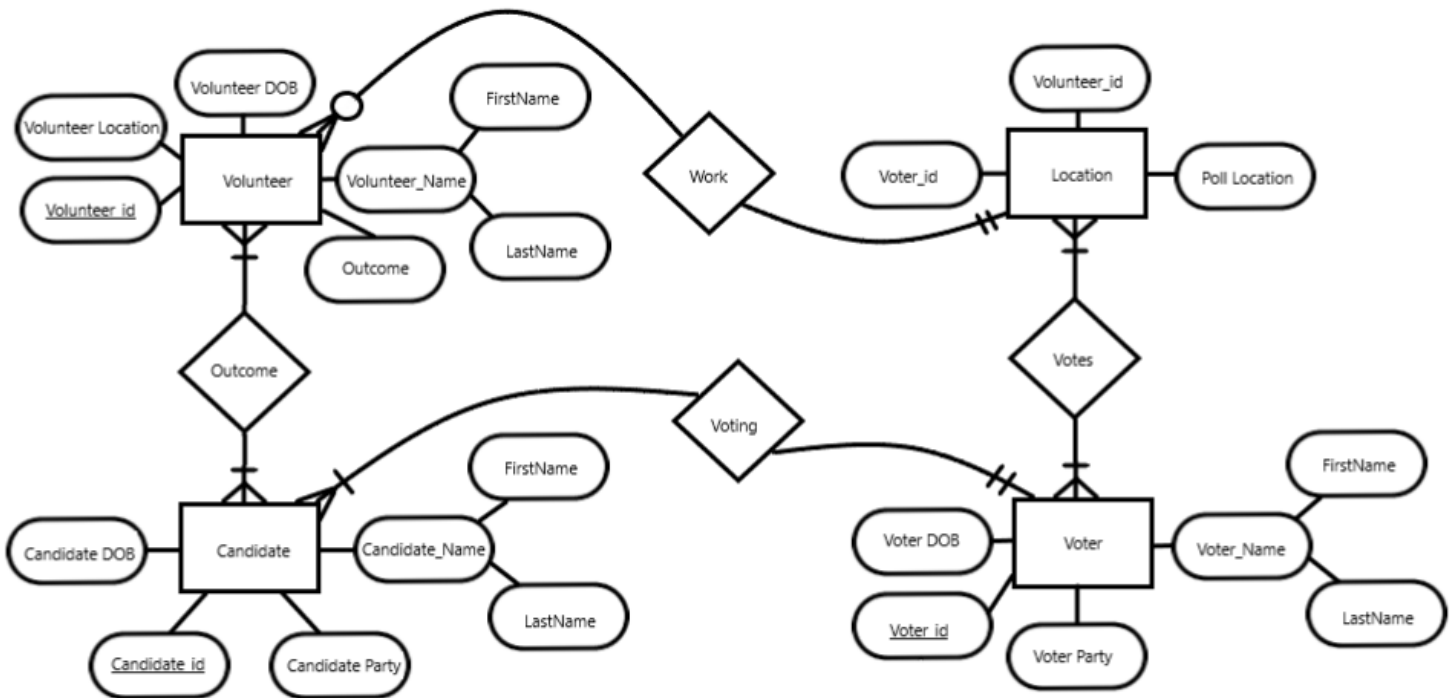 Volunteer DOB
Volunteer Location
Volunteer_id
Volunteer
Volunteer_Name
FirstName
LastName
Outcome
Work
Volunteer_id
Voter_id
Location
Poll Location
Outcome
Voting
Votes
FirstName
Candidate DOB
Candidate
Candidate_Name
LastName
Candidate_id
Candidate Party
FirstName
Voter DOB
Voter
Voter_Name
LastName
Voter_id
Voter Party